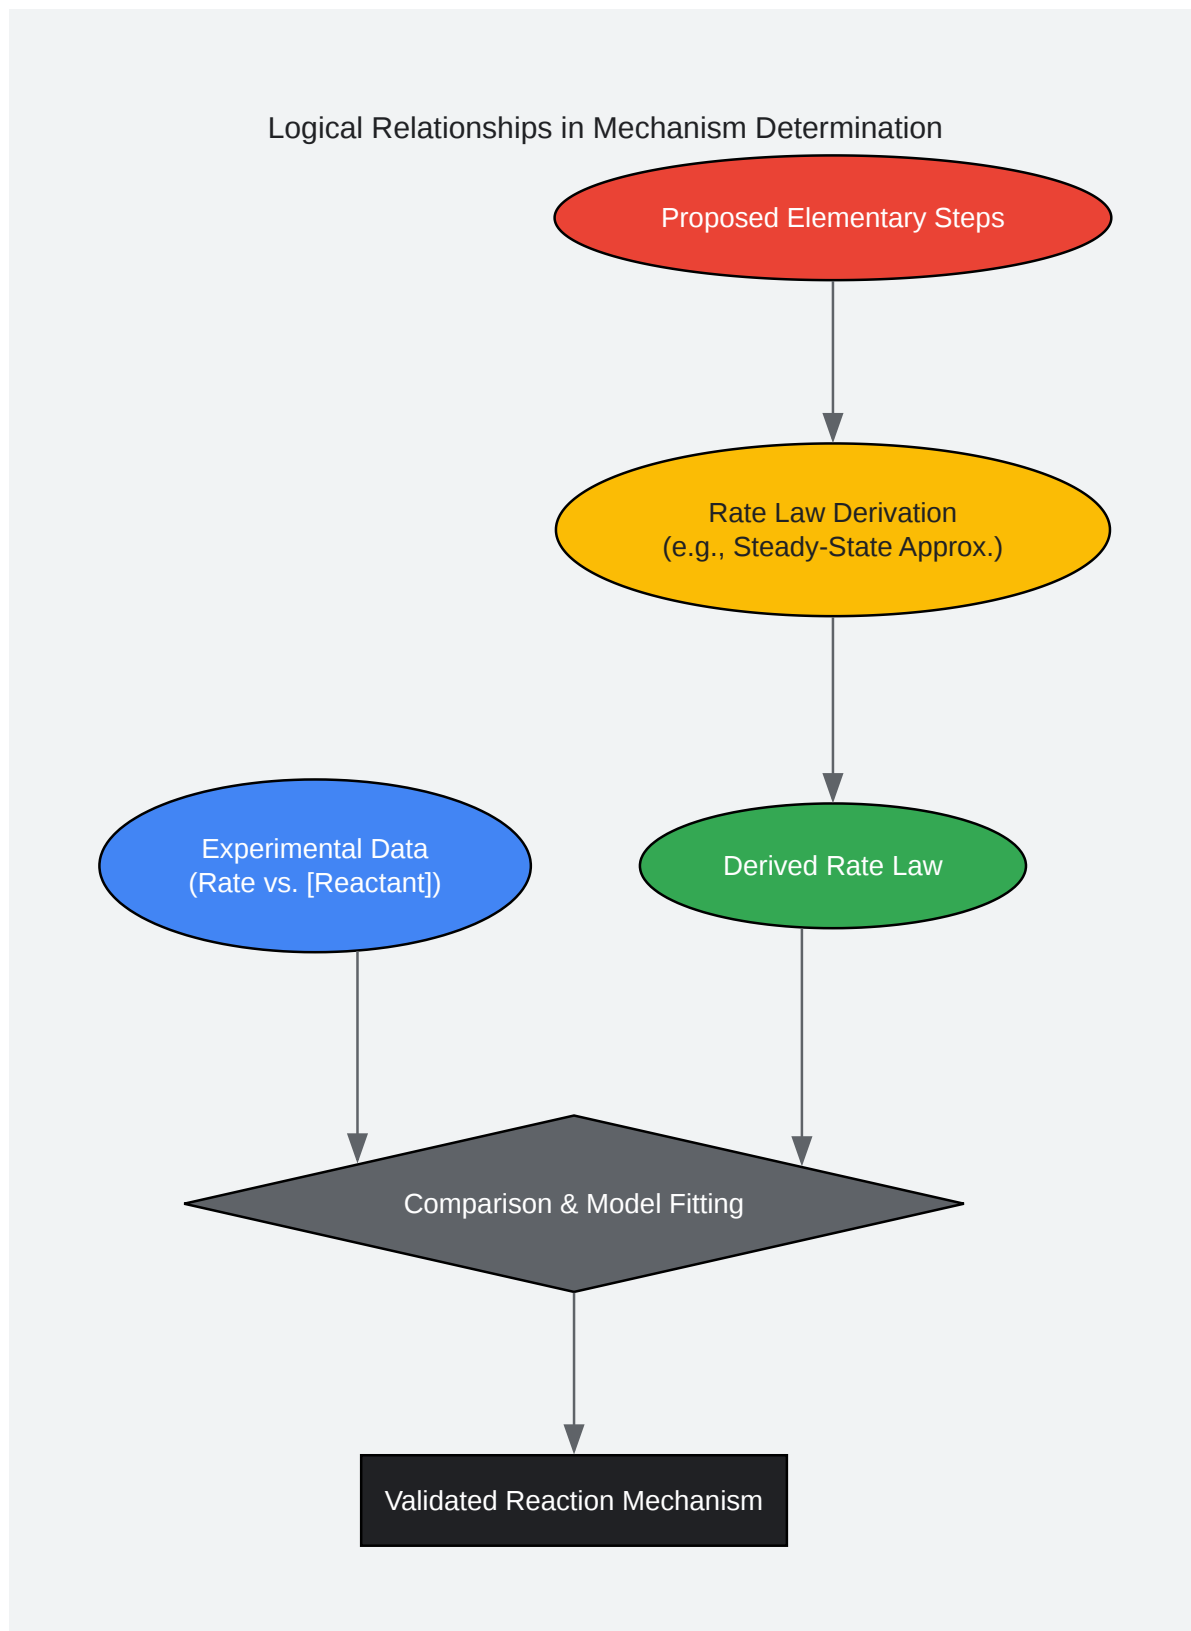 Logical Relationships in Mechanism Determination
Proposed Elementary Steps
Rate Law Derivation
(e.g., Steady-State Approx.)
Experimental Data
(Rate vs. [Reactant])
Derived Rate Law
Comparison & Model Fitting
Validated Reaction Mechanism